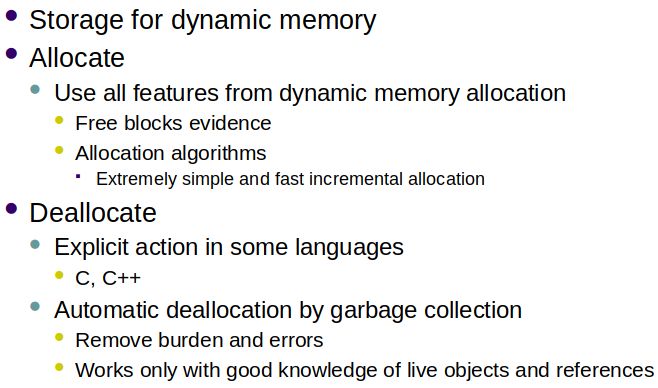 Storage for dynamic memory
Allocate
Use all features from dynamic memory allocation
Free blocks evidence
Allocation algorithms
Extremely simple and fast incremental allocation
Deallocate
Explicit action in some languages
C, C++
Automatic deallocation by garbage collection
Remove burden and errors
Works only with good knowledge of live objects and references